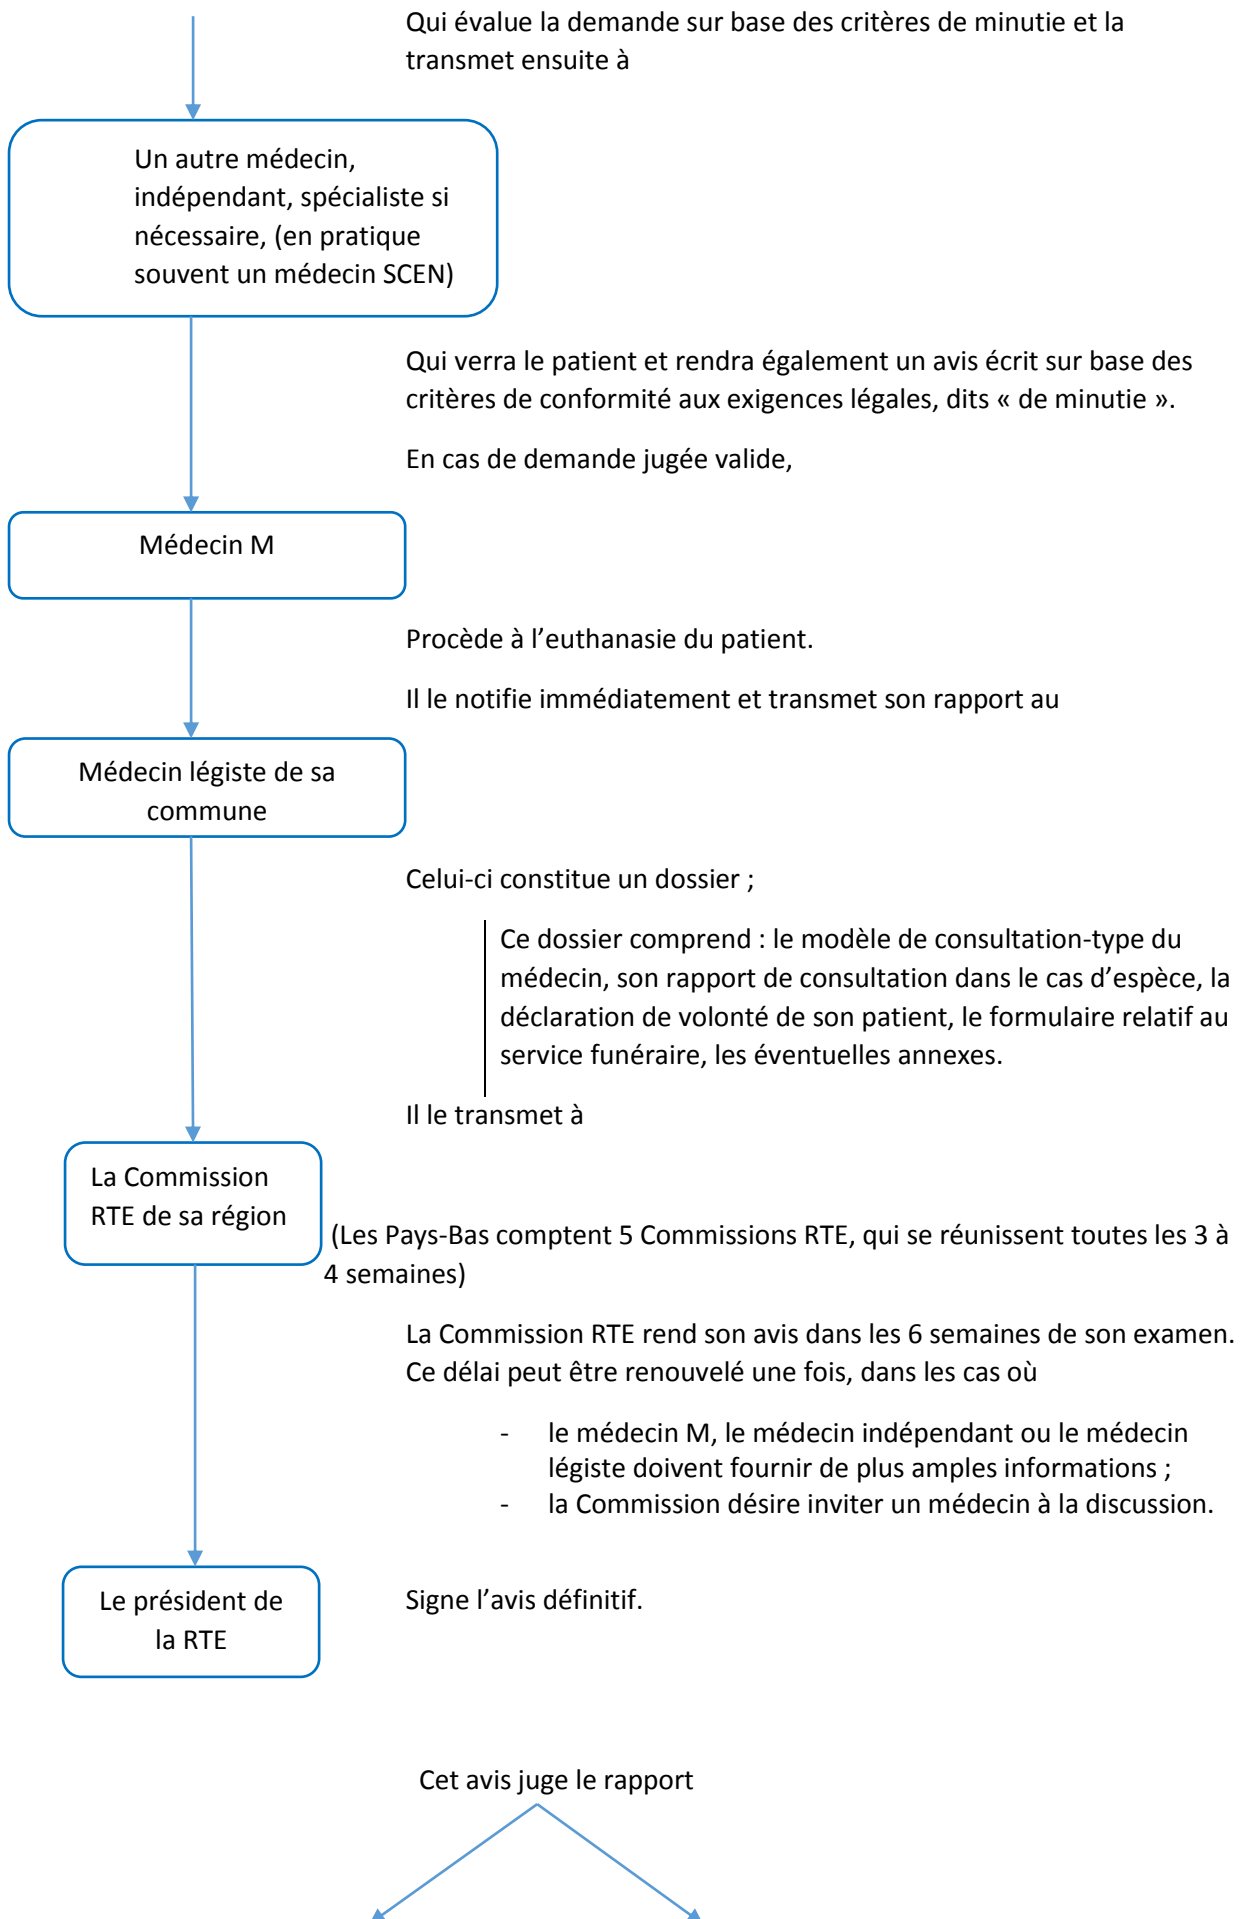 Qui évalue la demande sur base des critères de minutie et la
transmet ensuite à
Un autre médecin,
indépendant, spécialiste si
nécessaire, (en pratique
souvent un médecin SCEN)
Qui verra le patient et rendra également un avis écrit sur base des
critères de conformité aux exigences légales, dits « de minutie ».
En cas de demande jugée valide,
Médecin M
Procède à l’euthanasie du patient.
Il le notifie immédiatement et transmet son rapport au
Médecin légiste de sa
commune
Celui-ci constitue un dossier ;
Ce dossier comprend : le modèle de consultation-type du
médecin, son rapport de consultation dans le cas d’espèce, la
déclaration de volonté de son patient, le formulaire relatif au
service funéraire, les éventuelles annexes.
Il le transmet à
La Commission
RTE de sa région
(Les Pays-Bas comptent 5 Commissions RTE, qui se réunissent toutes les 3 à
4 semaines)
La Commission RTE rend son avis dans les 6 semaines de son examen.
Ce délai peut être renouvelé une fois, dans les cas où
- le médecin M, le médecin indépendant ou le médecin
légiste doivent fournir de plus amples informations ;
- la Commission désire inviter un médecin à la discussion.
Le président de
la RTE
Signe l’avis définitif.
Cet avis juge le rapport